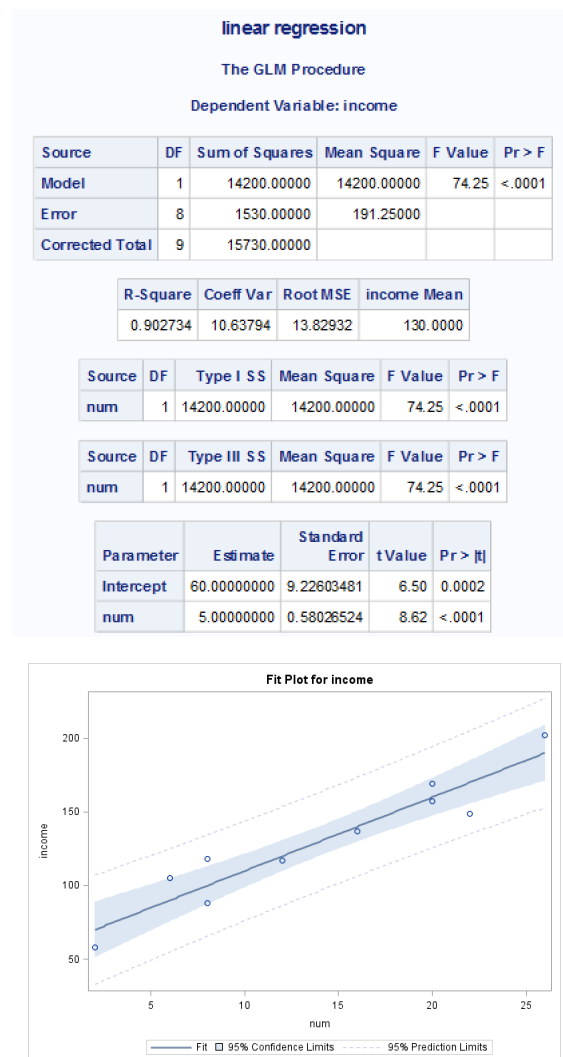 linear regression
The GLM Procedure
Dependent Variable: income
Source DF Sum of Squares Mean Square F Value Pr > F
Model 1 14200.00000 14200.00000 74.25 <.0001
Error 8 1530.00000 191.25000
Corrected Total 9 15730.00000
R-Square Coeff Var Root MSE income Mean
0.902734 10.63794 13.82932 130.0000
Source DF Type I SS Mean Square F Value Pr > F
num 1 14200.00000 14200.00000 74.25 <.0001
Source DF Type III SS Mean Square F Value Pr > F
num 1 14200.00000 14200.00000 74.25 <.0001
Standard
Parameter Estimate Error t Value Pr > |t|
Intercept 60.00000000 9.22603481 6.50 0.0002
num 5.00000000 0.58026524 8.62 <.0001
Fit Plot for income
200
150
income
100
50
5 10 15 20 25
num
Fit 95% Confidence Limits 95% Prediction Limits